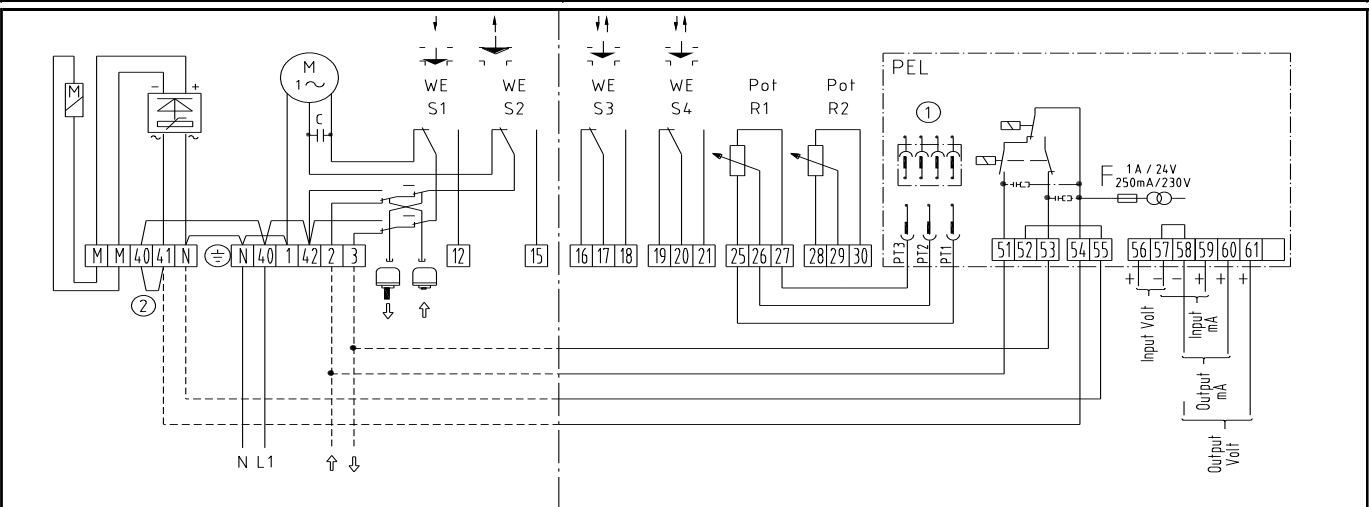 PEL
M
M
1~
C
- +
~ ~
WE
S1
WE
S2
WE
S3
WE
S4
Pot
R1
Pot
R2
1
F 1A / 24V
250mA/230V
M M 40 41 N
N 40 1 42 2 3
12
15
16 17 18
19 20 21
25 26 27
28 29 30
PT3
PT2
PT1
51 52 53
54 55
56 57 58 59 60 61
+ - - + + +
2
Input Volt
Input
mA
Output
mA
Output
Volt
N L1